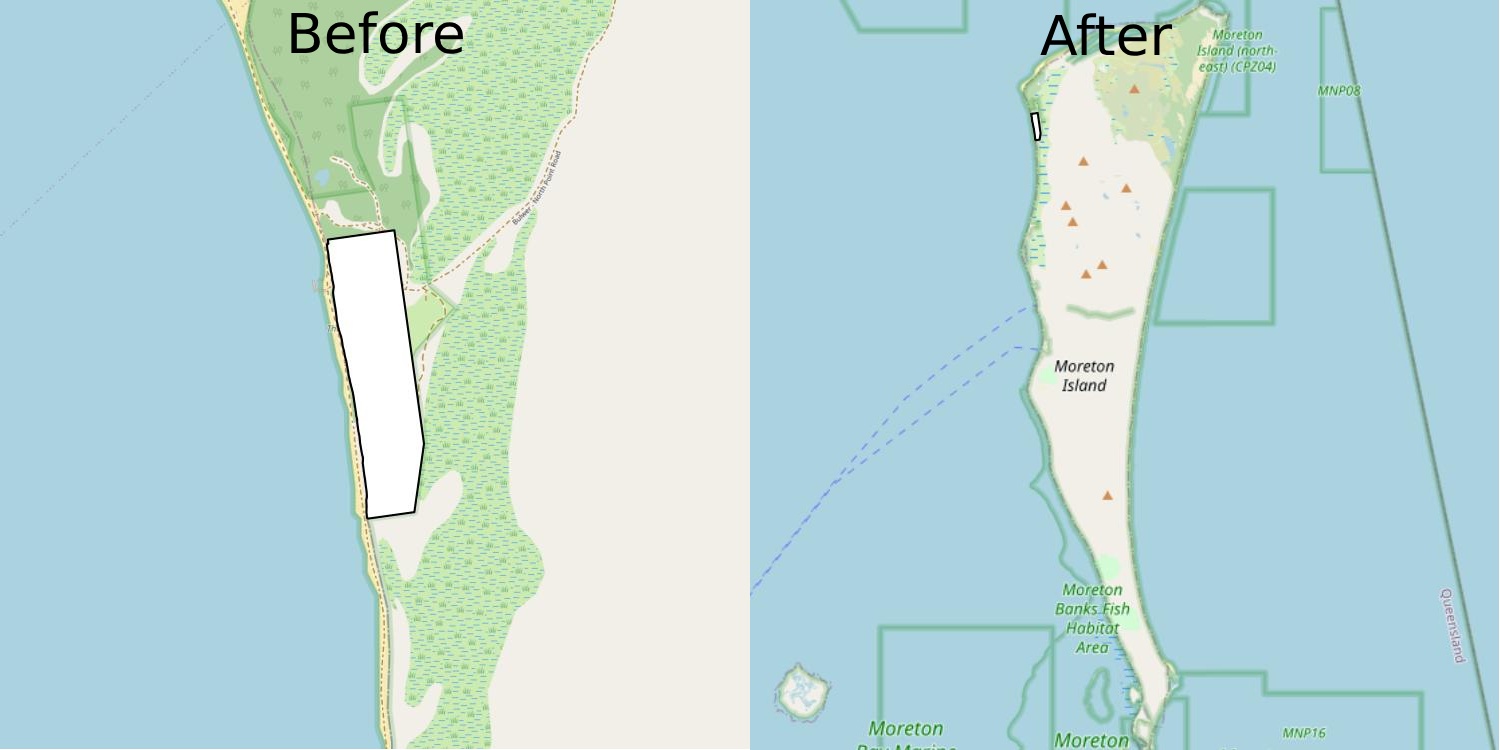 Before
Bulwer - North Point Road
Th
After
Moreton
Island (north-
east) (CPZ04)
MNP08
Moreton
Island
Moreton
Banks Fish
Habitat
Area
Queensland
Moreton
Bay Marine
Moreton
MNP16